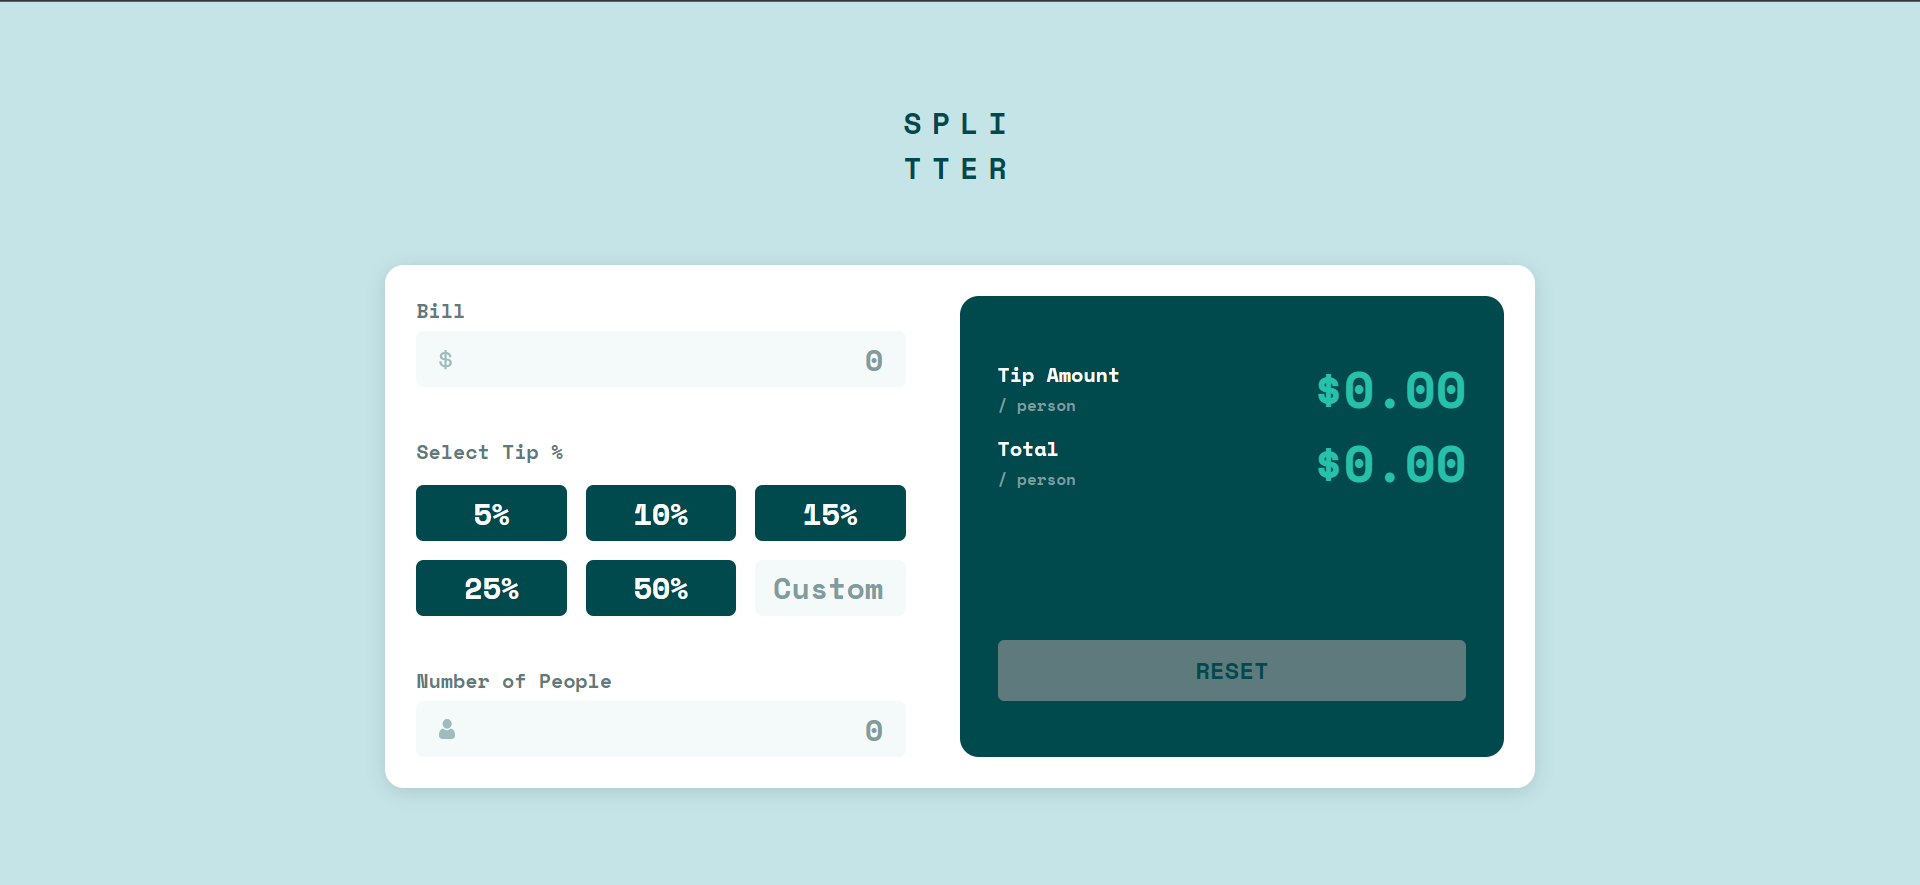 SPLI
TTER
Bill
$ 0
Select Tip %
5% 10% 15%
25% 50% Custom
Number of People
0
Tip Amount
/ person
$0.00
Total
/ person
$0.00
RESET